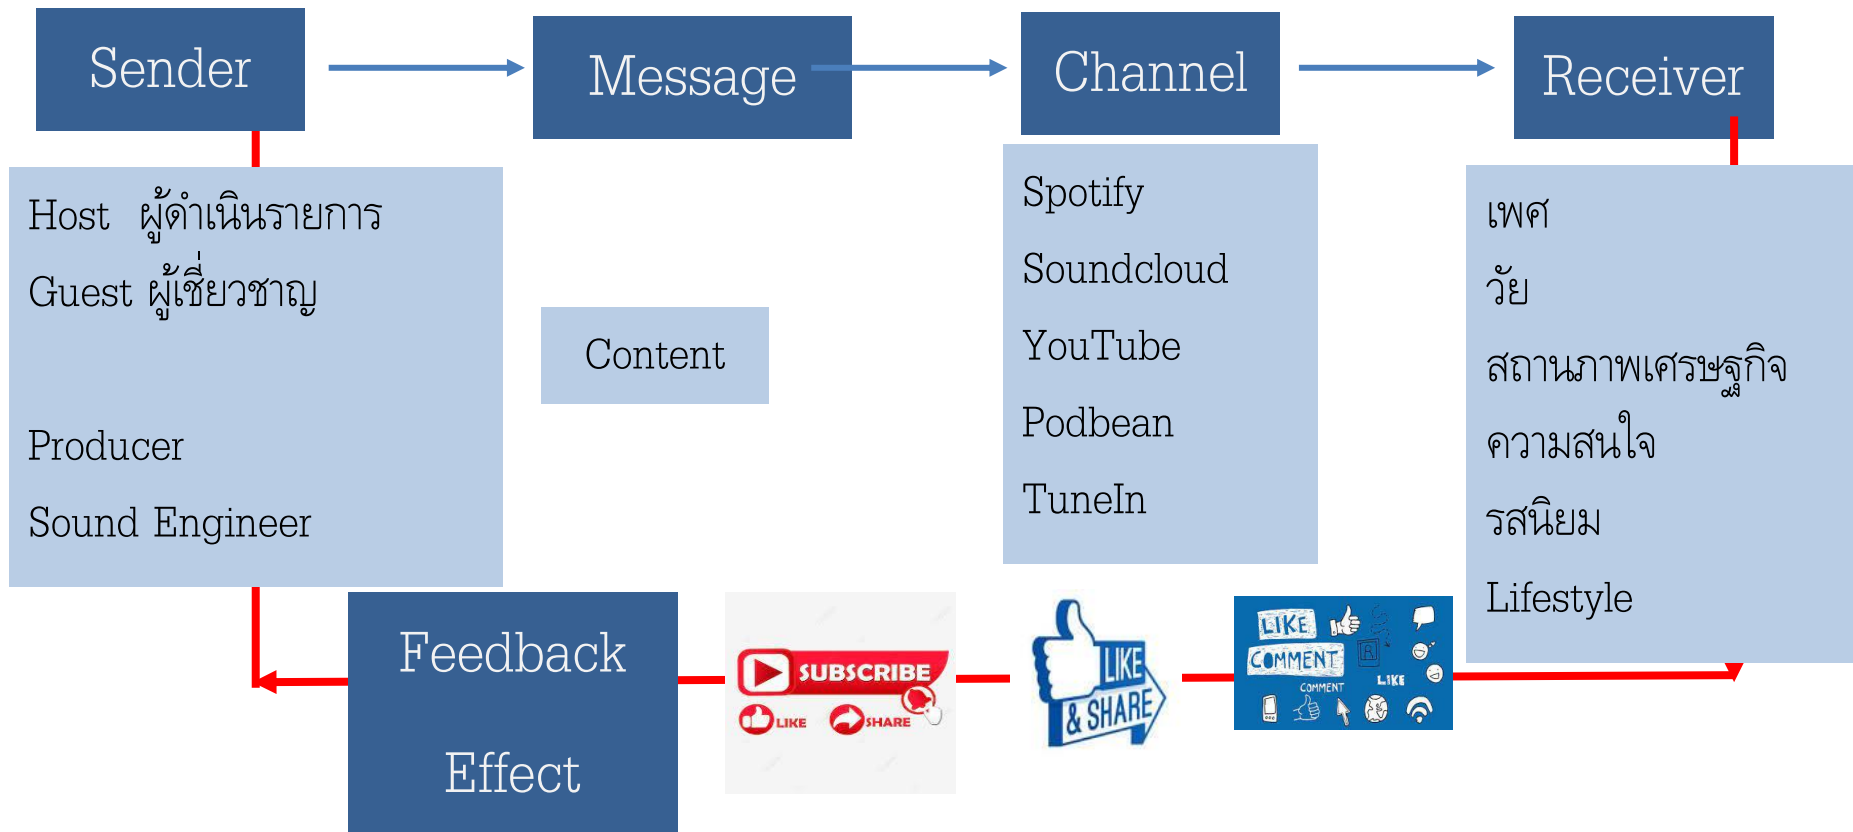 Sender
Message
Channel
Receiver
Host ผู้ดำเนินรายการ
Guest ผู้เชี่ยวชาญ
Producer
Sound Engineer
Content
Spotify
Soundcloud
YouTube
Podbean
TuneIn
เพศ
วัย
สถานภาพเศรษฐกิจ
ความสนใจ
รสนิยม
Lifestyle
Feedback
Effect
SUBSCRIBE
LIKE
SHARE
LIKE
& SHARE
LIKE
COMMENT
R
COMMENT
LIKE